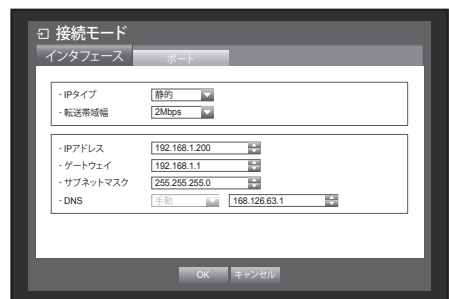 接続モード
インタフェース ポート
・IPタイプ 静的
・転送帯域幅 2Mbps
・IPアドレス 192.168.1.200
・ゲートウェイ 192.168.1.1
・サブネットマスク 255.255.255.0
・DNS 手動 168.126.63.1
OK キャンセル